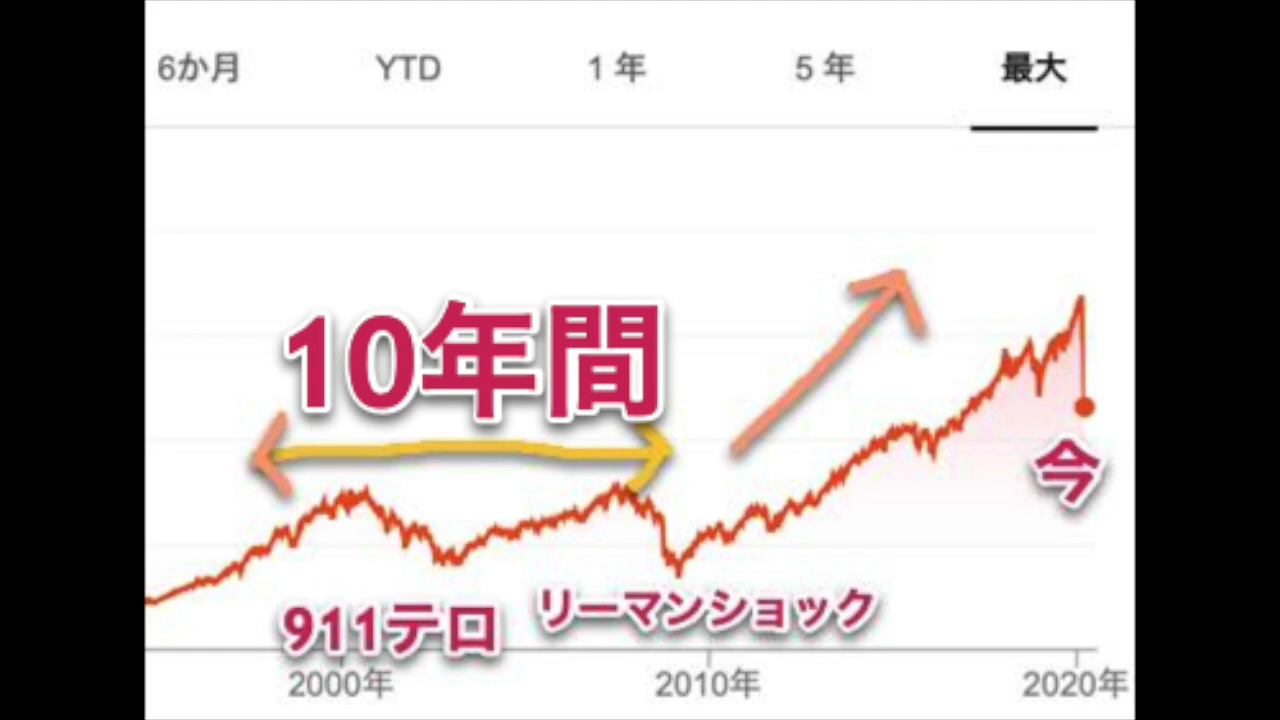 6か月 YTD 1 年 5 年 最大
10年間
今
911テロ リーマンショック
2000年 2010年 2020年